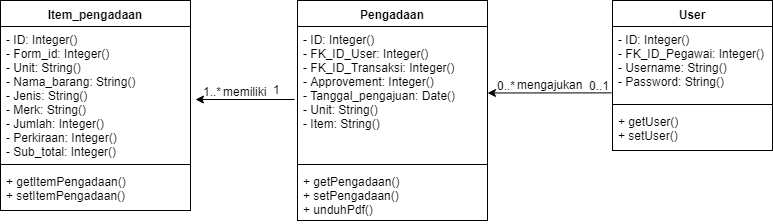 Item_pengadaan
- ID: Integer()
- Form_id: Integer()
- Unit: String()
- Nama_barang: String()
- Jenis: String()
- Merk: String()
- Jumlah: Integer()
- Perkiraan: Integer()
- Sub_total: Integer()
+ getItemPengadaan()
+ setItemPengadaan()
1..* memiliki 1
Pengadaan
- ID: Integer()
- FK_ID_User: Integer()
- FK_ID_Transaksi: Integer()
- Approvement: Integer()
- Tanggal_pengajuan: Date()
- Unit: String()
- Item: String()
+ getPengadaan()
+ setPengadaan()
+ unduhPdf()
0..* mengajukan 0..1
User
- ID: Integer()
- FK_ID_Pegawai: Integer()
- Username: String()
- Password: String()
+ getUser()
+ setUser()